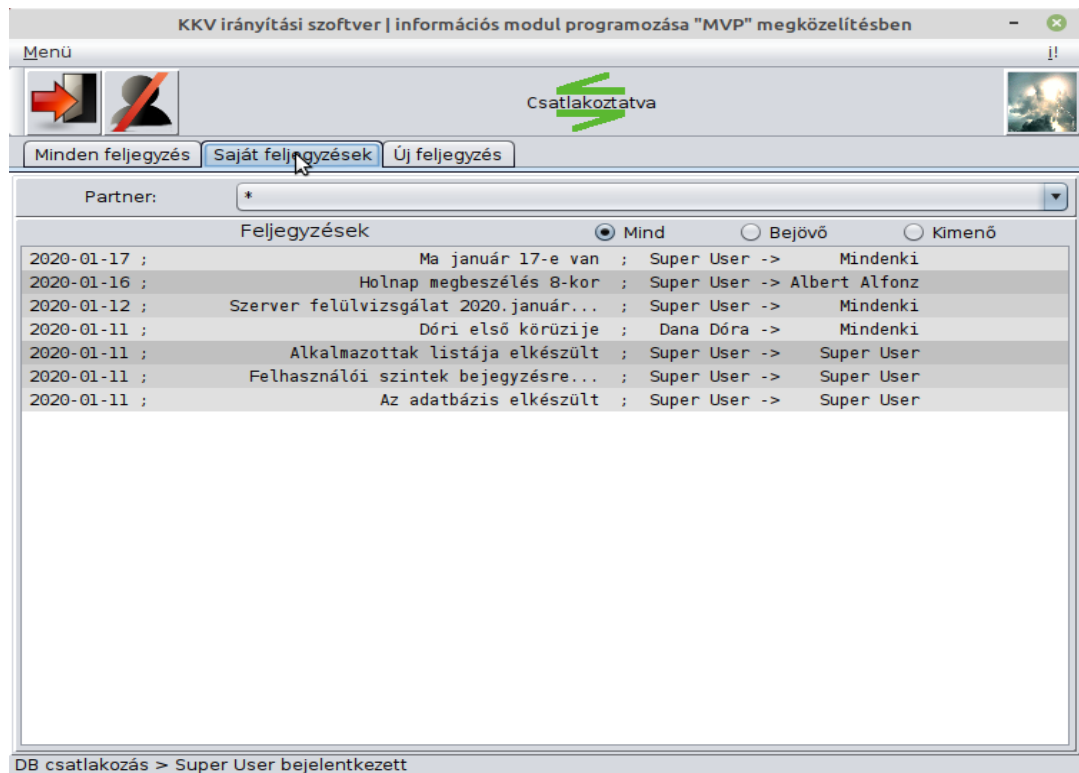 KKV irányítási szoftver | információs modul programozása "MVP" megközelítésben
Menü i!
Csatlakoztatva
Minden feljegyzés Saját feljegyzések Új feljegyzés
Partner: *
Feljegyzések Mind Bejövő Kimenő
2020-01-17 ; Ma január 17-e van ; Super User -> Mindenki
2020-01-16 ; Holnap megbeszélés 8-kor ; Super User -> Albert Alfonz
2020-01-12 ; Szerver felülvizsgálat 2020.január... ; Super User -> Mindenki
2020-01-11 ; Dóri első körüzije ; Dana Dóra -> Mindenki
2020-01-11 ; Alkalmazottak listája elkészült ; Super User -> Super User
2020-01-11 ; Felhasználói szintek bejegyzésre... ; Super User -> Super User
2020-01-11 ; Az adatbázis elkészült ; Super User -> Super User
DB csatlakozás > Super User bejelentkezett